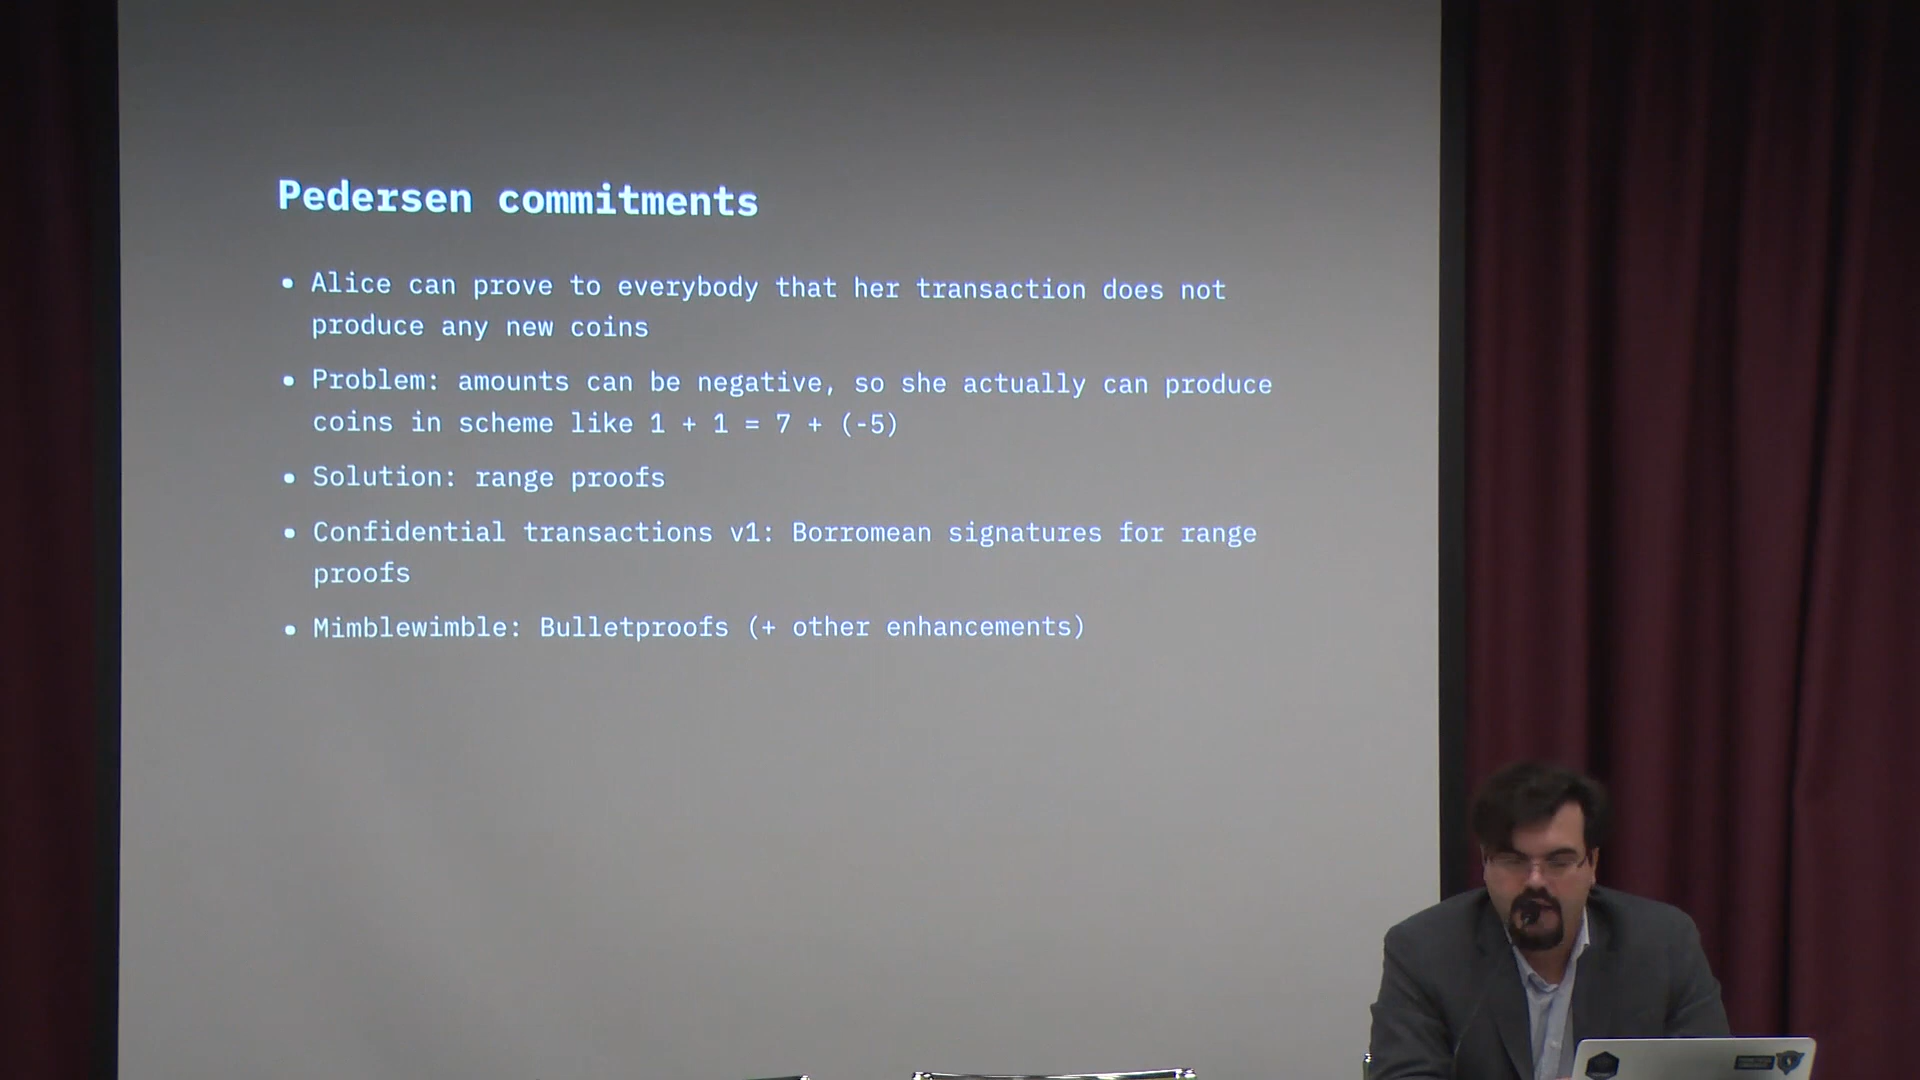 Pedersen commitments
• Alice can prove to everybody that her transaction does not
produce any new coins
• Problem: amounts can be negative, so she actually can produce
coins in scheme like 1 + 1 = 7 + (-5)
• Solution: range proofs
• Confidential transactions v1: Borromean signatures for range
proofs
• Mimblewimble: Bulletproofs (+ other enhancements)